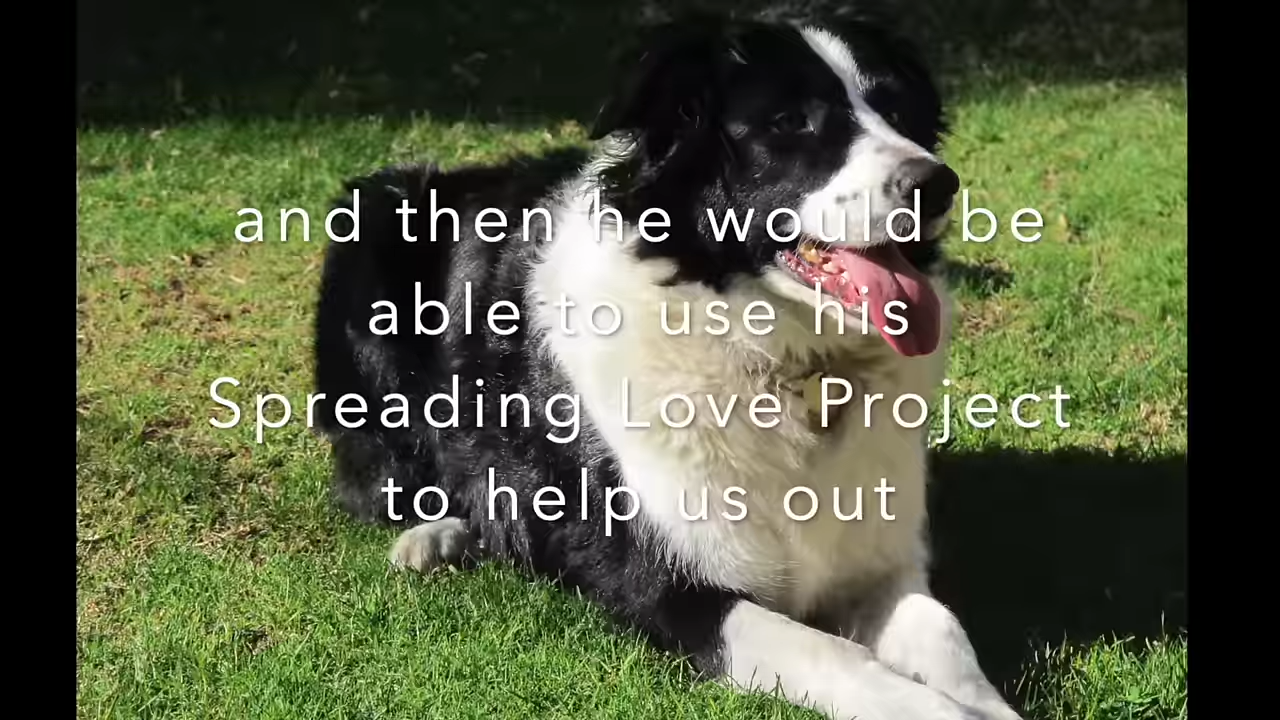 and then he would be
able to use his
Spreading Love Project
to help us out